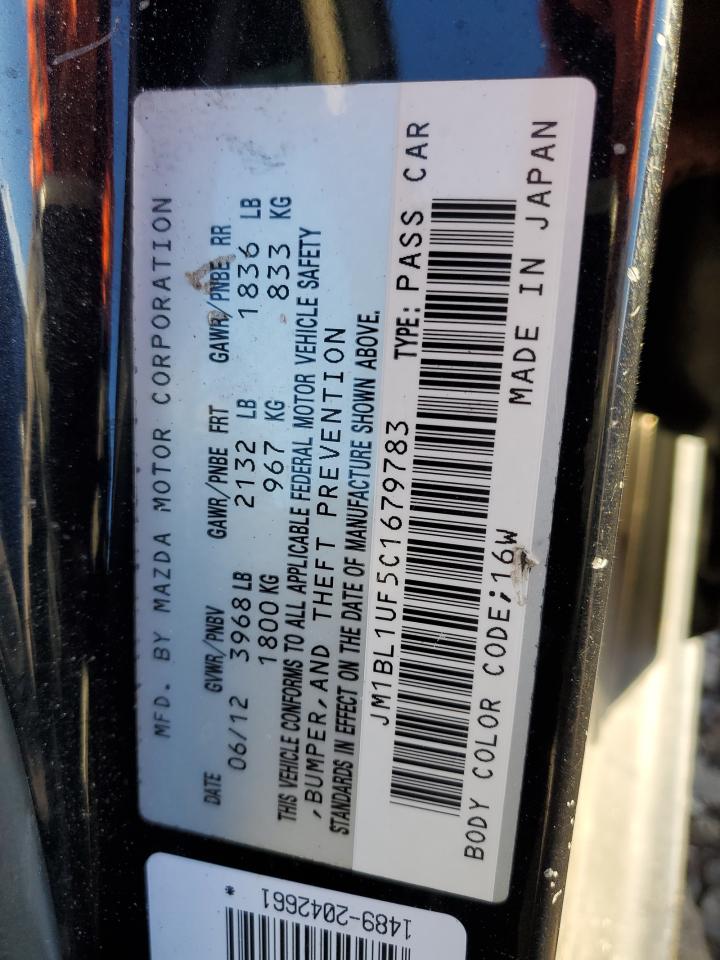 MFD. BY MAZDA MOTOR CORPORATION
DATE GVWR/PNBV GAWR/PNBE FRT GAWR/PNBE RR
06/12 3968 LB 2132 LB 1836 LB
1800 KG 967 KG 833 KG
THIS VEHICLE CONFORMS TO ALL APPLICABLE FEDERAL MOTOR VEHICLE SAFETY
,BUMPER,AND THEFT PREVENTION
STANDARDS IN EFFECT ON THE DATE OF MANUFACTURE SHOWN ABOVE.
JM1BL1UF5C1679783 TYPE: PASS CAR
BODY COLOR CODE;16W MADE IN JAPAN
1489-2042661 *